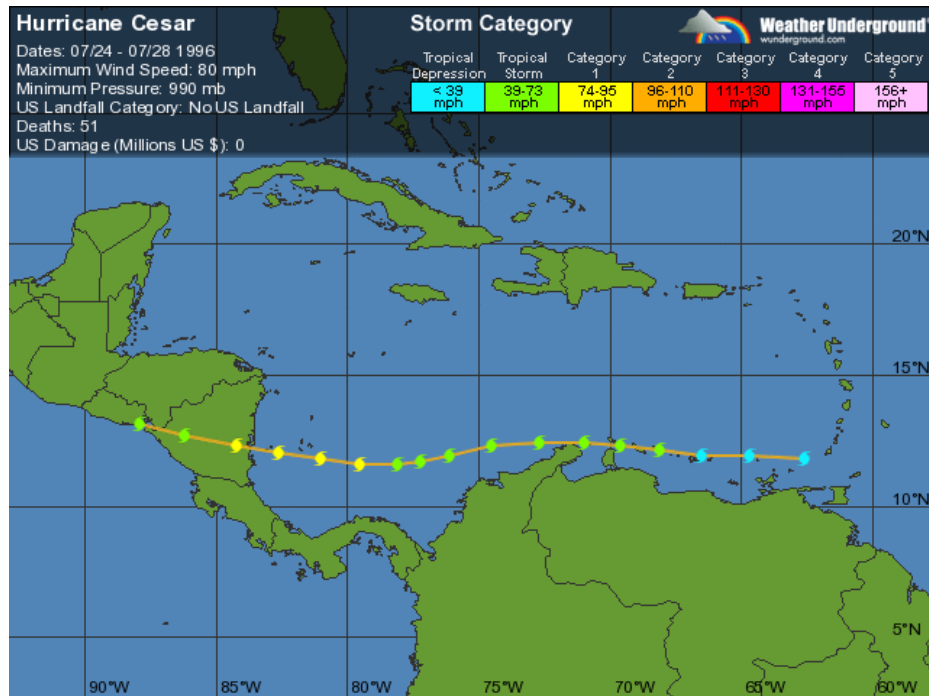 Hurricane Cesar
Dates: 07/24 - 07/28 1996
Maximum Wind Speed: 80 mph
Minimum Pressure: 990 mb
US Landfall Category: No US Landfall
Deaths: 51
US Damage (Millions US $): 0
Storm Category
Weather Underground®
wunderground.com
Tropical Depression
< 39 mph
Tropical Storm
39-73 mph
Category 1
74-95 mph
Category 2
96-110 mph
Category 3
111-130 mph
Category 4
131-155 mph
Category 5
156+ mph
20°N
15°N
10°N
5°N
90°W 85°W 80°W 75°W 70°W 65°W 60°W